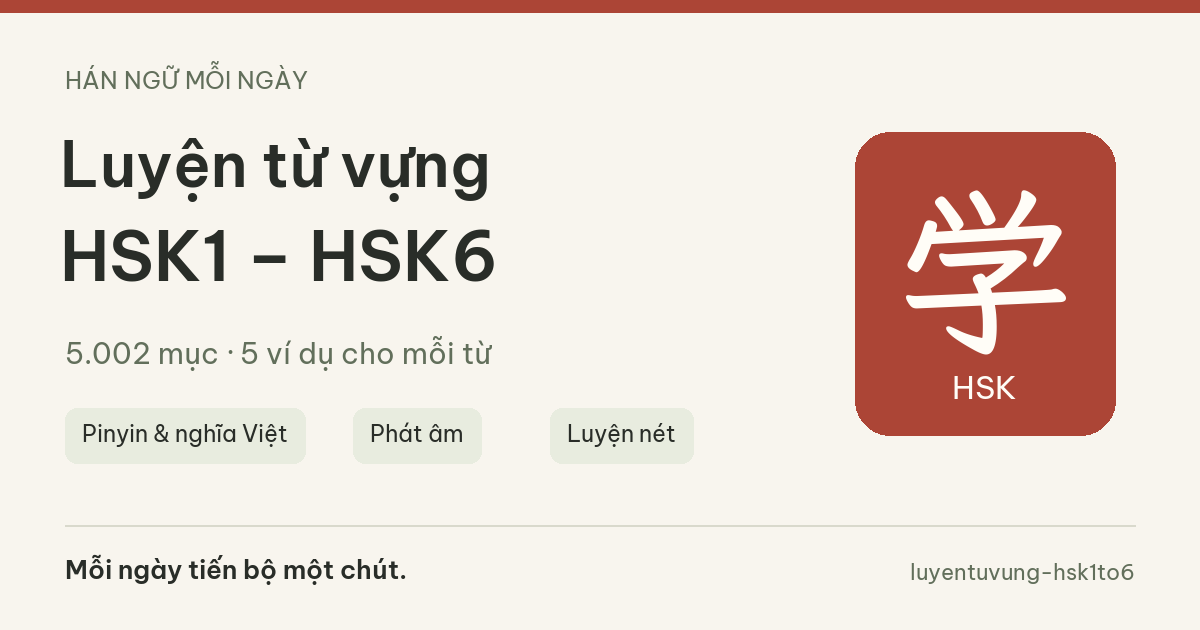 HÁN NGỮ MỖI NGÀY
Luyện từ vựng
HSK1 – HSK6
5.002 mục · 5 ví dụ cho mỗi từ
Pinyin & nghĩa Việt
Phát âm
Luyện nét
学
HSK
Mỗi ngày tiến bộ một chút.
luyentuvung-hsk1to6